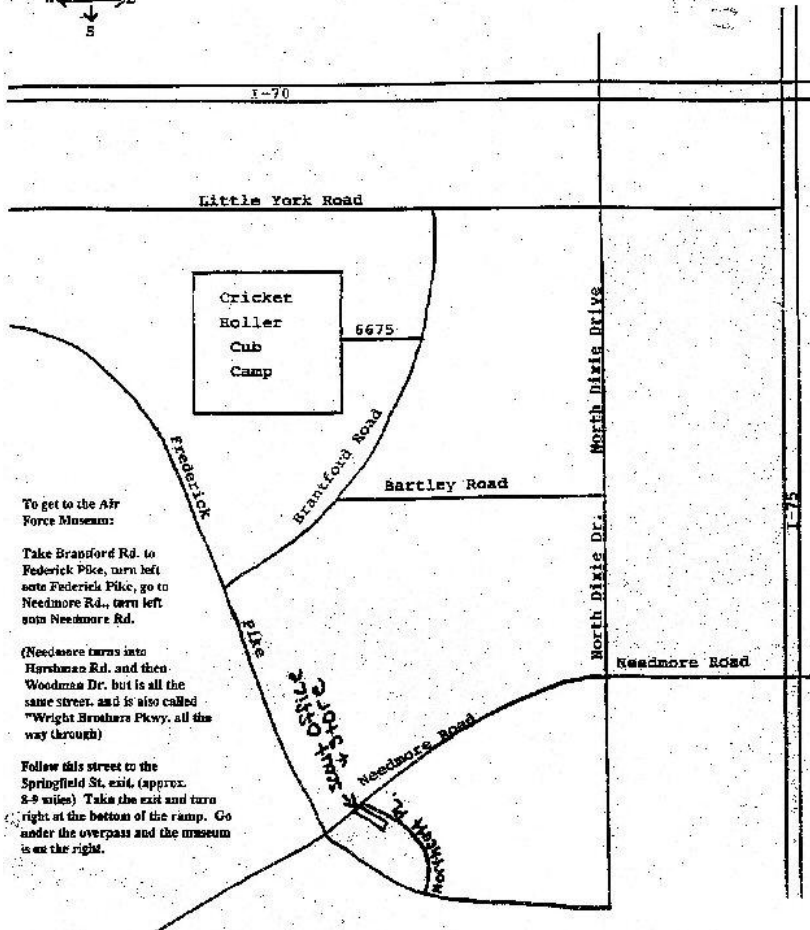 S
I-70
Little York Road
Cricket
Holler
Cub
Camp
6675
North Dixie Drive
Frederick
Brantford Road
Bartley Road
I-75
To get to the Air
Force Museum:
Take Brantford Rd. to
Federick Pike, turn left
onto Federick Pike, go to
Needmore Rd., turn left
onto Needmore Rd.
Pike
North Dixie Dr.
Needmore Road
(Needmore turns into
Harshman Rd. and then
Woodman Dr. but is all the
same street, and is also called
"Wright Brothers Pkwy. all the
way through)
Scout Office
+ Store
Needmore Road
Follow this street to the
Springfield St. exit. (approx.
8-9 miles) Take the exit and turn
right at the bottom of the ramp. Go
under the overpass and the museum
is on the right.
Northcutt Pl.